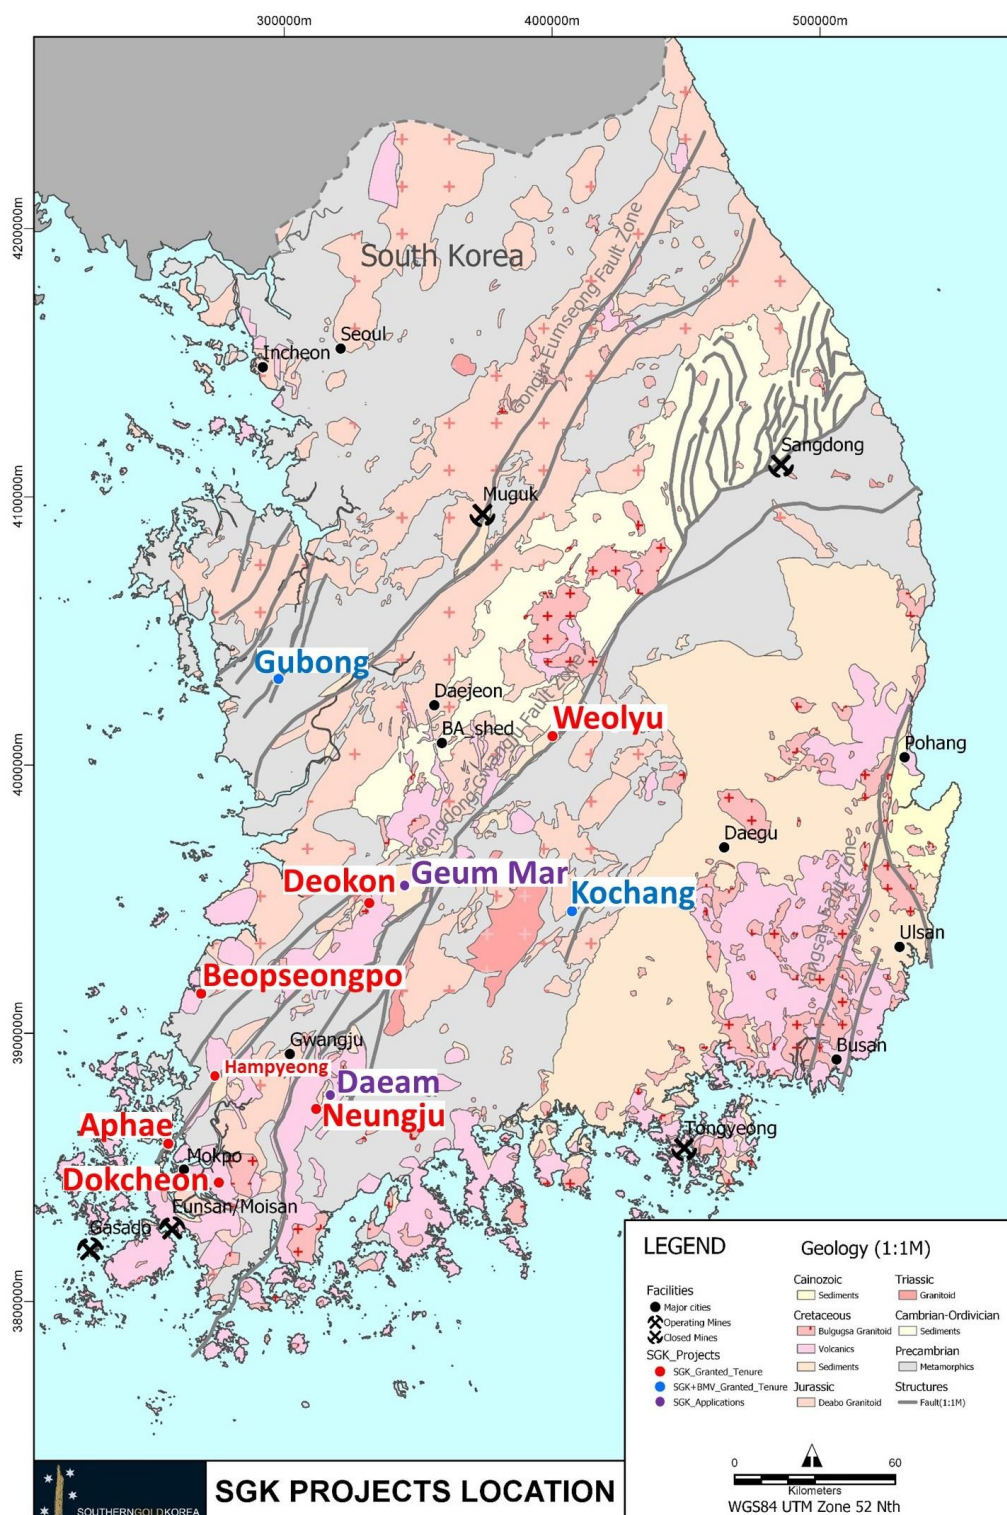 300000m
400000m
500000m
4200000m
4100000m
4000000m
3900000m
3800000m
South Korea
Gongju-Eumseong Fault Zone
Seoul
Incheon
Sangdong
Muguk
Gubong
Daejeon
BA_shed
Weolyu
Yeongdong-Gwangju Fault Zone
Pohang
Daegu
Geum Mar
Deokon
Kochang
Ulsan
Beopseongpo
Gwangju
Hampyeong
Busan
Daeam
Neungju
Aphae
Tongyeong
Mokpo
Dokcheon
Eunsan/Moisan
Gasado
LEGEND
Geology (1:1M)
Facilities
Major cities
Operating Mines
Closed Mines
SGK_Projects
SGK_Granted_Tenure
SGK+BMV_Granted_Tenure
SGK_Applications
Cainozoic
Sediments
Cretaceous
Bulgugsa Granitoid
Volcanics
Sediments
Jurassic
Deabo Granitoid
Triassic
Granitoid
Cambrian-Ordivician
Sediments
Precambrian
Metamorphics
Structures
Fault(1:1M)
0 60
Kilometers
WGS84 UTM Zone 52 Nth
SOUTHERNGOLDKOREA
SGK PROJECTS LOCATION